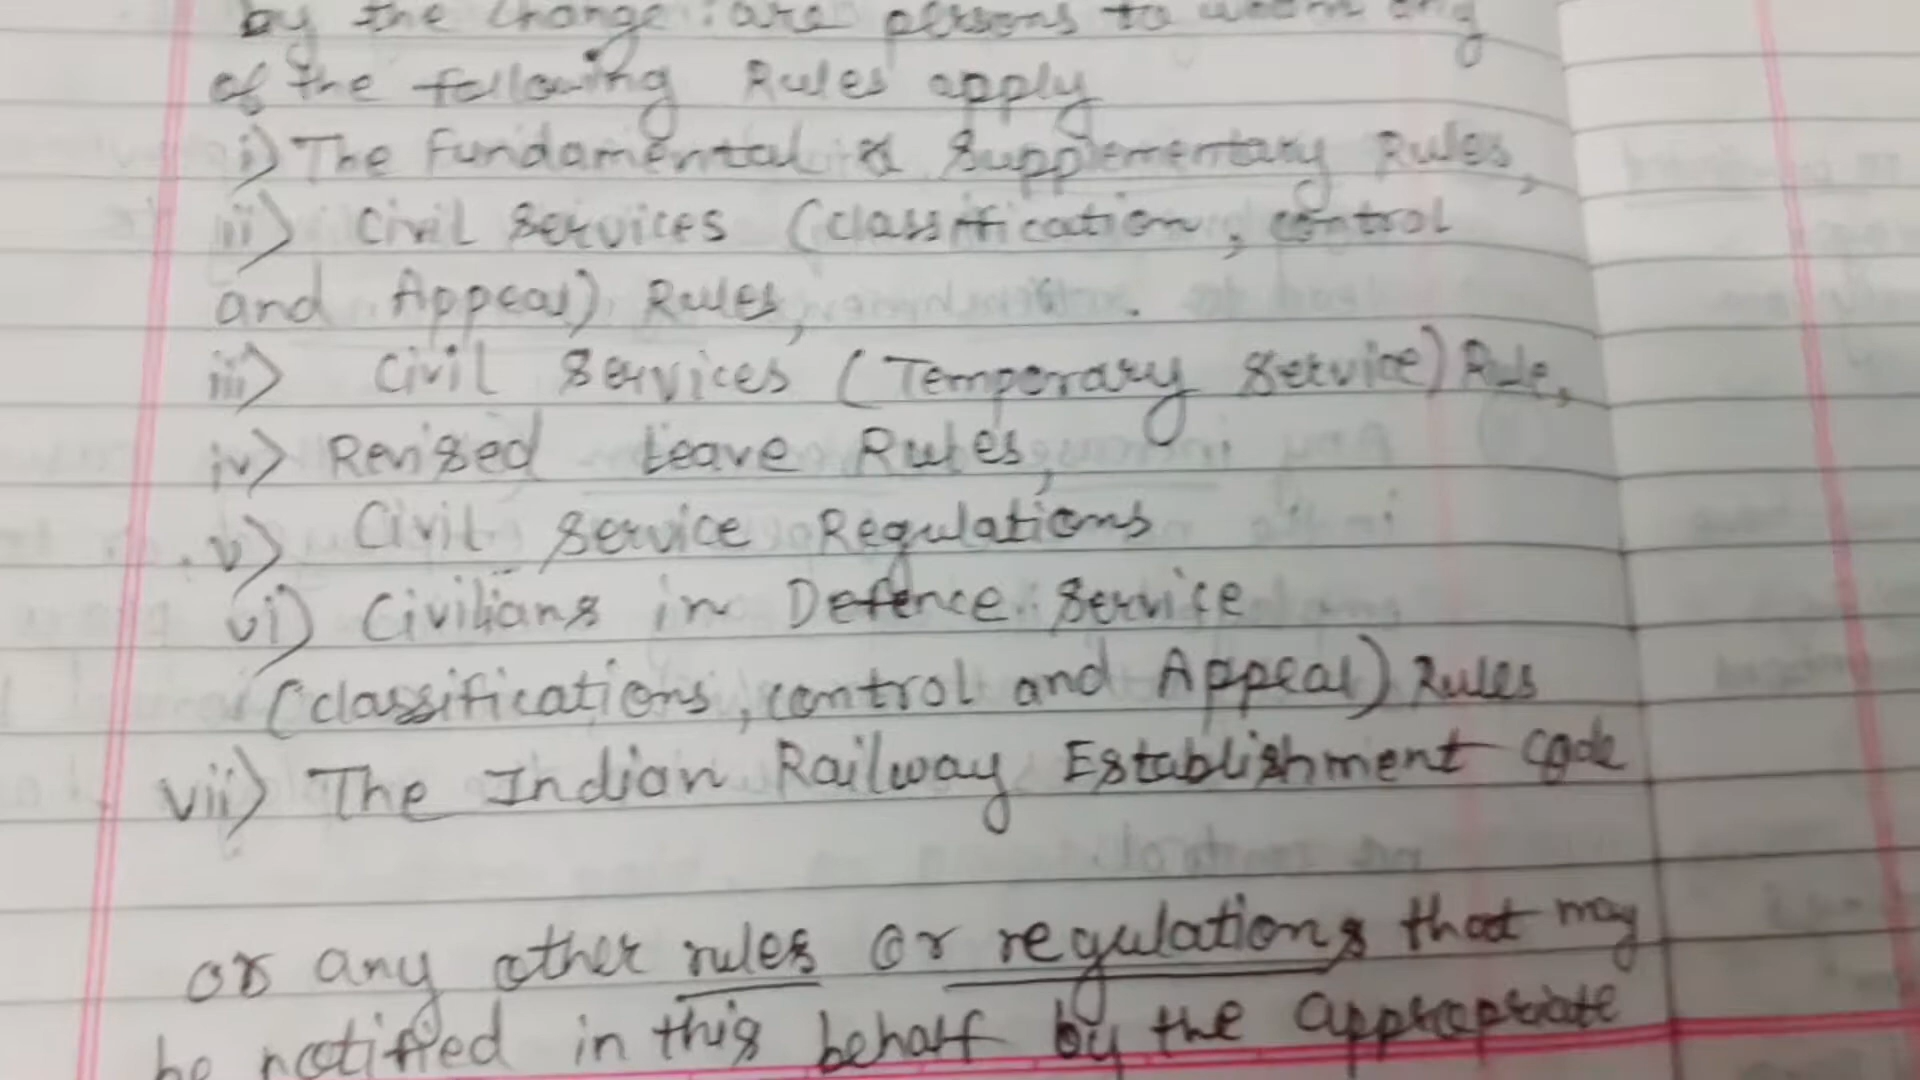 by the change are persons to whom any
of the following Rules apply
i) The Fundamental & Supplementary Rules,
ii) Civil Services (classification, control
and Appeal) Rules,
iii) Civil Services (Temporary Service) Rule,
iv) Revised Leave Rules,
v) Civil Service Regulations
vi) Civilians in Defence Service
(classifications, control and Appeal) Rules
vii) The Indian Railway Establishment Code
or any other rules or regulations that may
be notified in this behalf by the appropriate